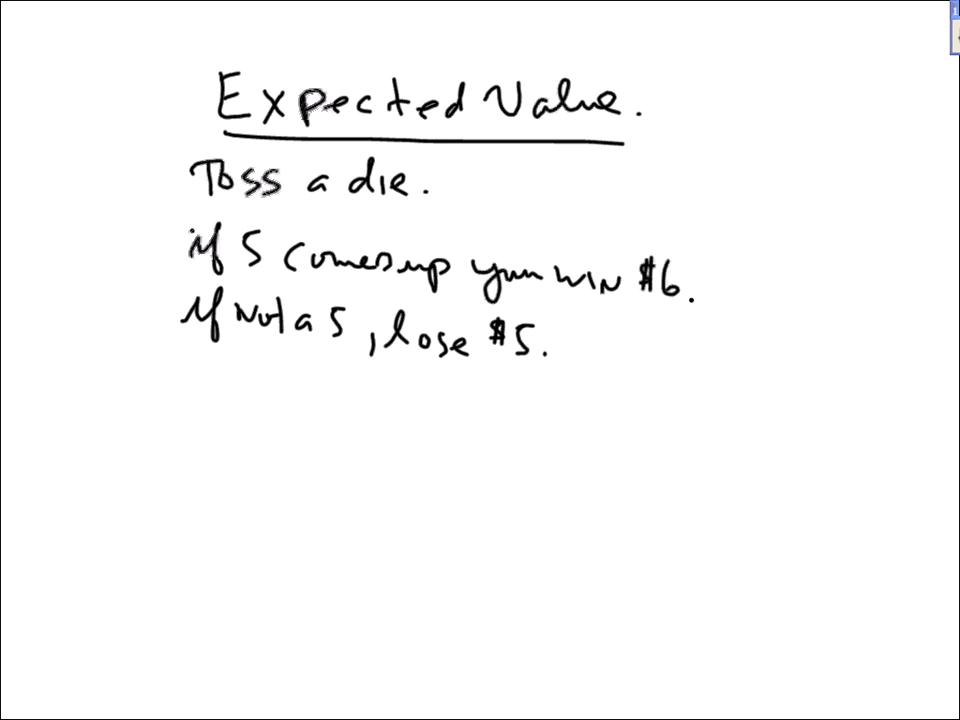 Expected Value.
Toss a die.
if 5 comes up you win $6.
if Not a 5, lose $5.